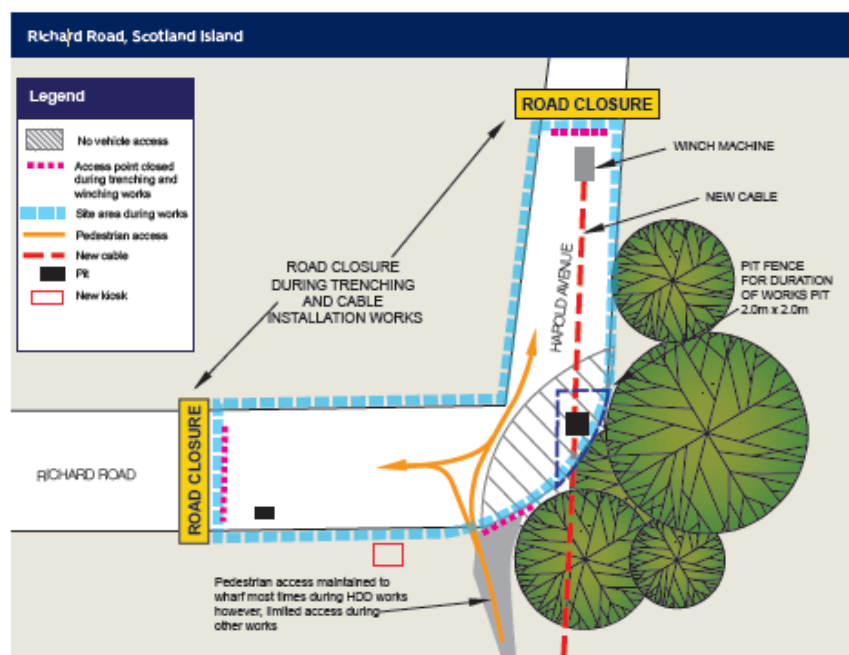 Richard Road, Scotland Island
ROAD CLOSURE
Legend
No vehicle access
Access point closed
during trenching and
winching works
Site area during works
Pedestrian access
New cable
Pit
New kiosk
WINCH MACHINE
NEW CABLE
ROAD CLOSURE
DURING TRENCHING
AND CABLE
INSTALLATION WORKS
PIT FENCE
FOR DURATION
OF WORKS PIT
2.0m x 2.0m
HAROLD AVENUE
ROAD CLOSURE
RICHARD ROAD
Pedestrian access maintained to
wharf most times during HDD works
however, limited access during
other works